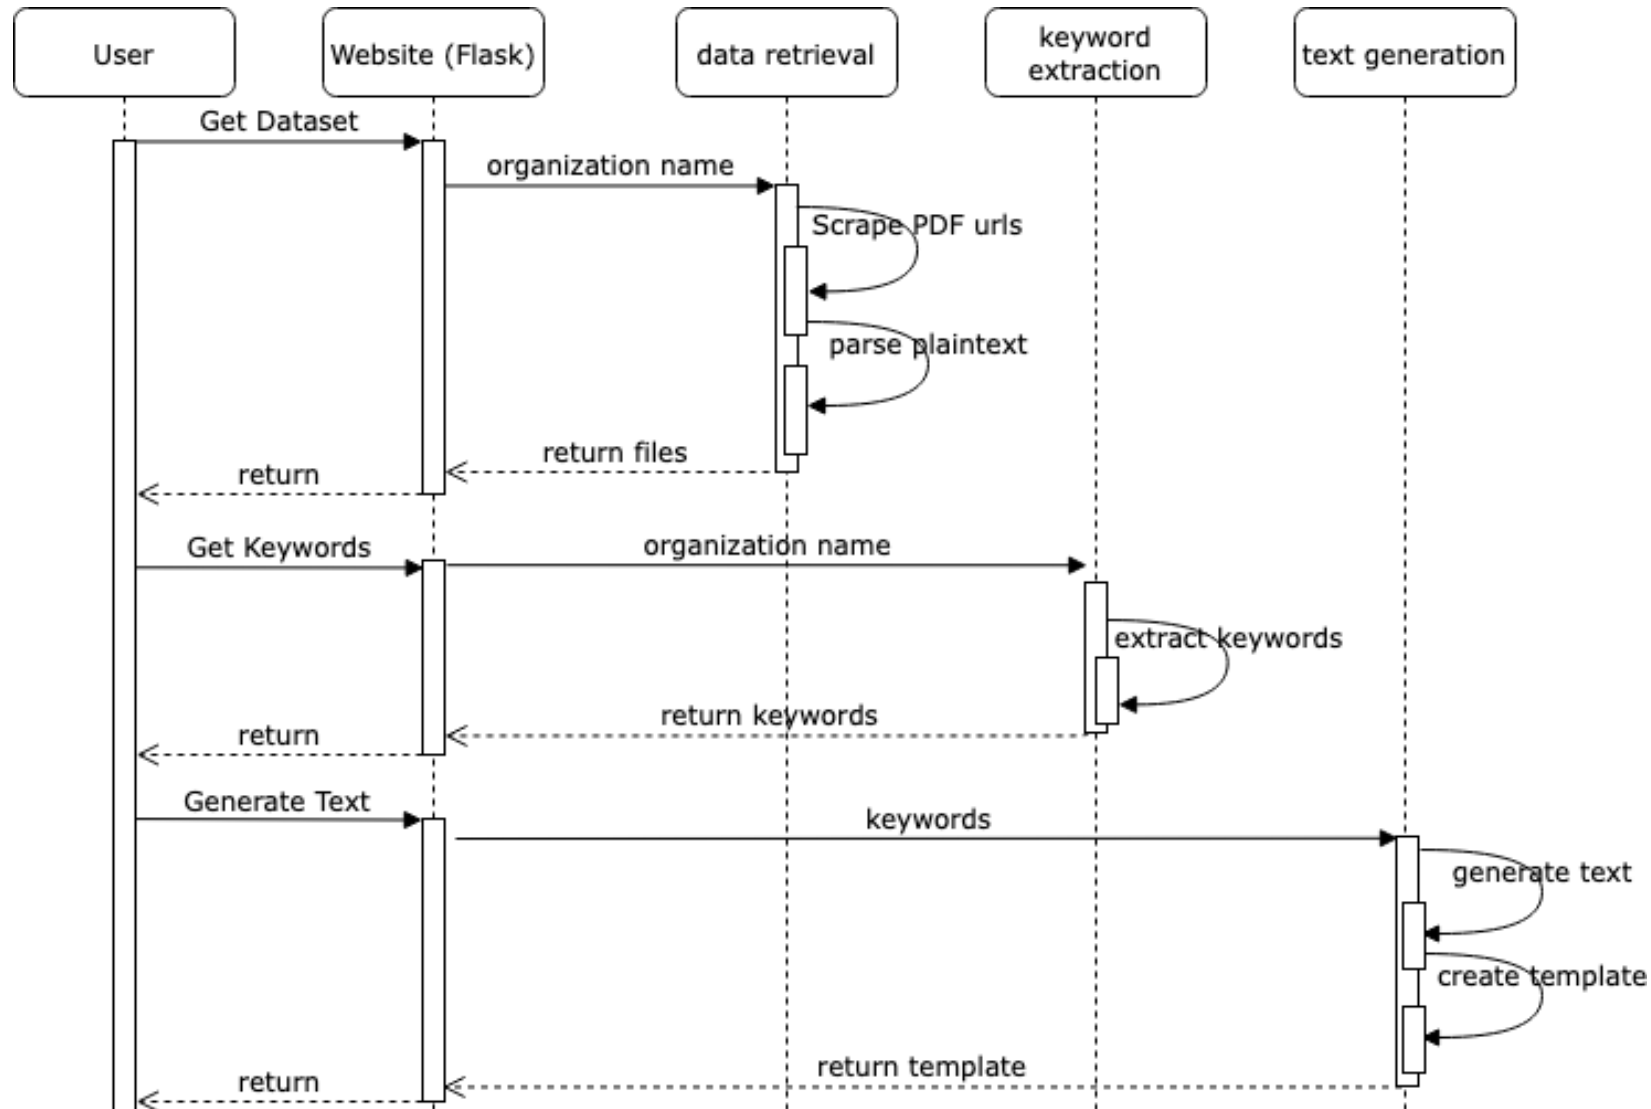 User
Website (Flask)
data retrieval
keyword
extraction
text generation
Get Dataset
organization name
Scrape PDF urls
parse plaintext
return files
return
Get Keywords
organization name
extract keywords
return keywords
return
Generate Text
keywords
generate text
create template
return template
return